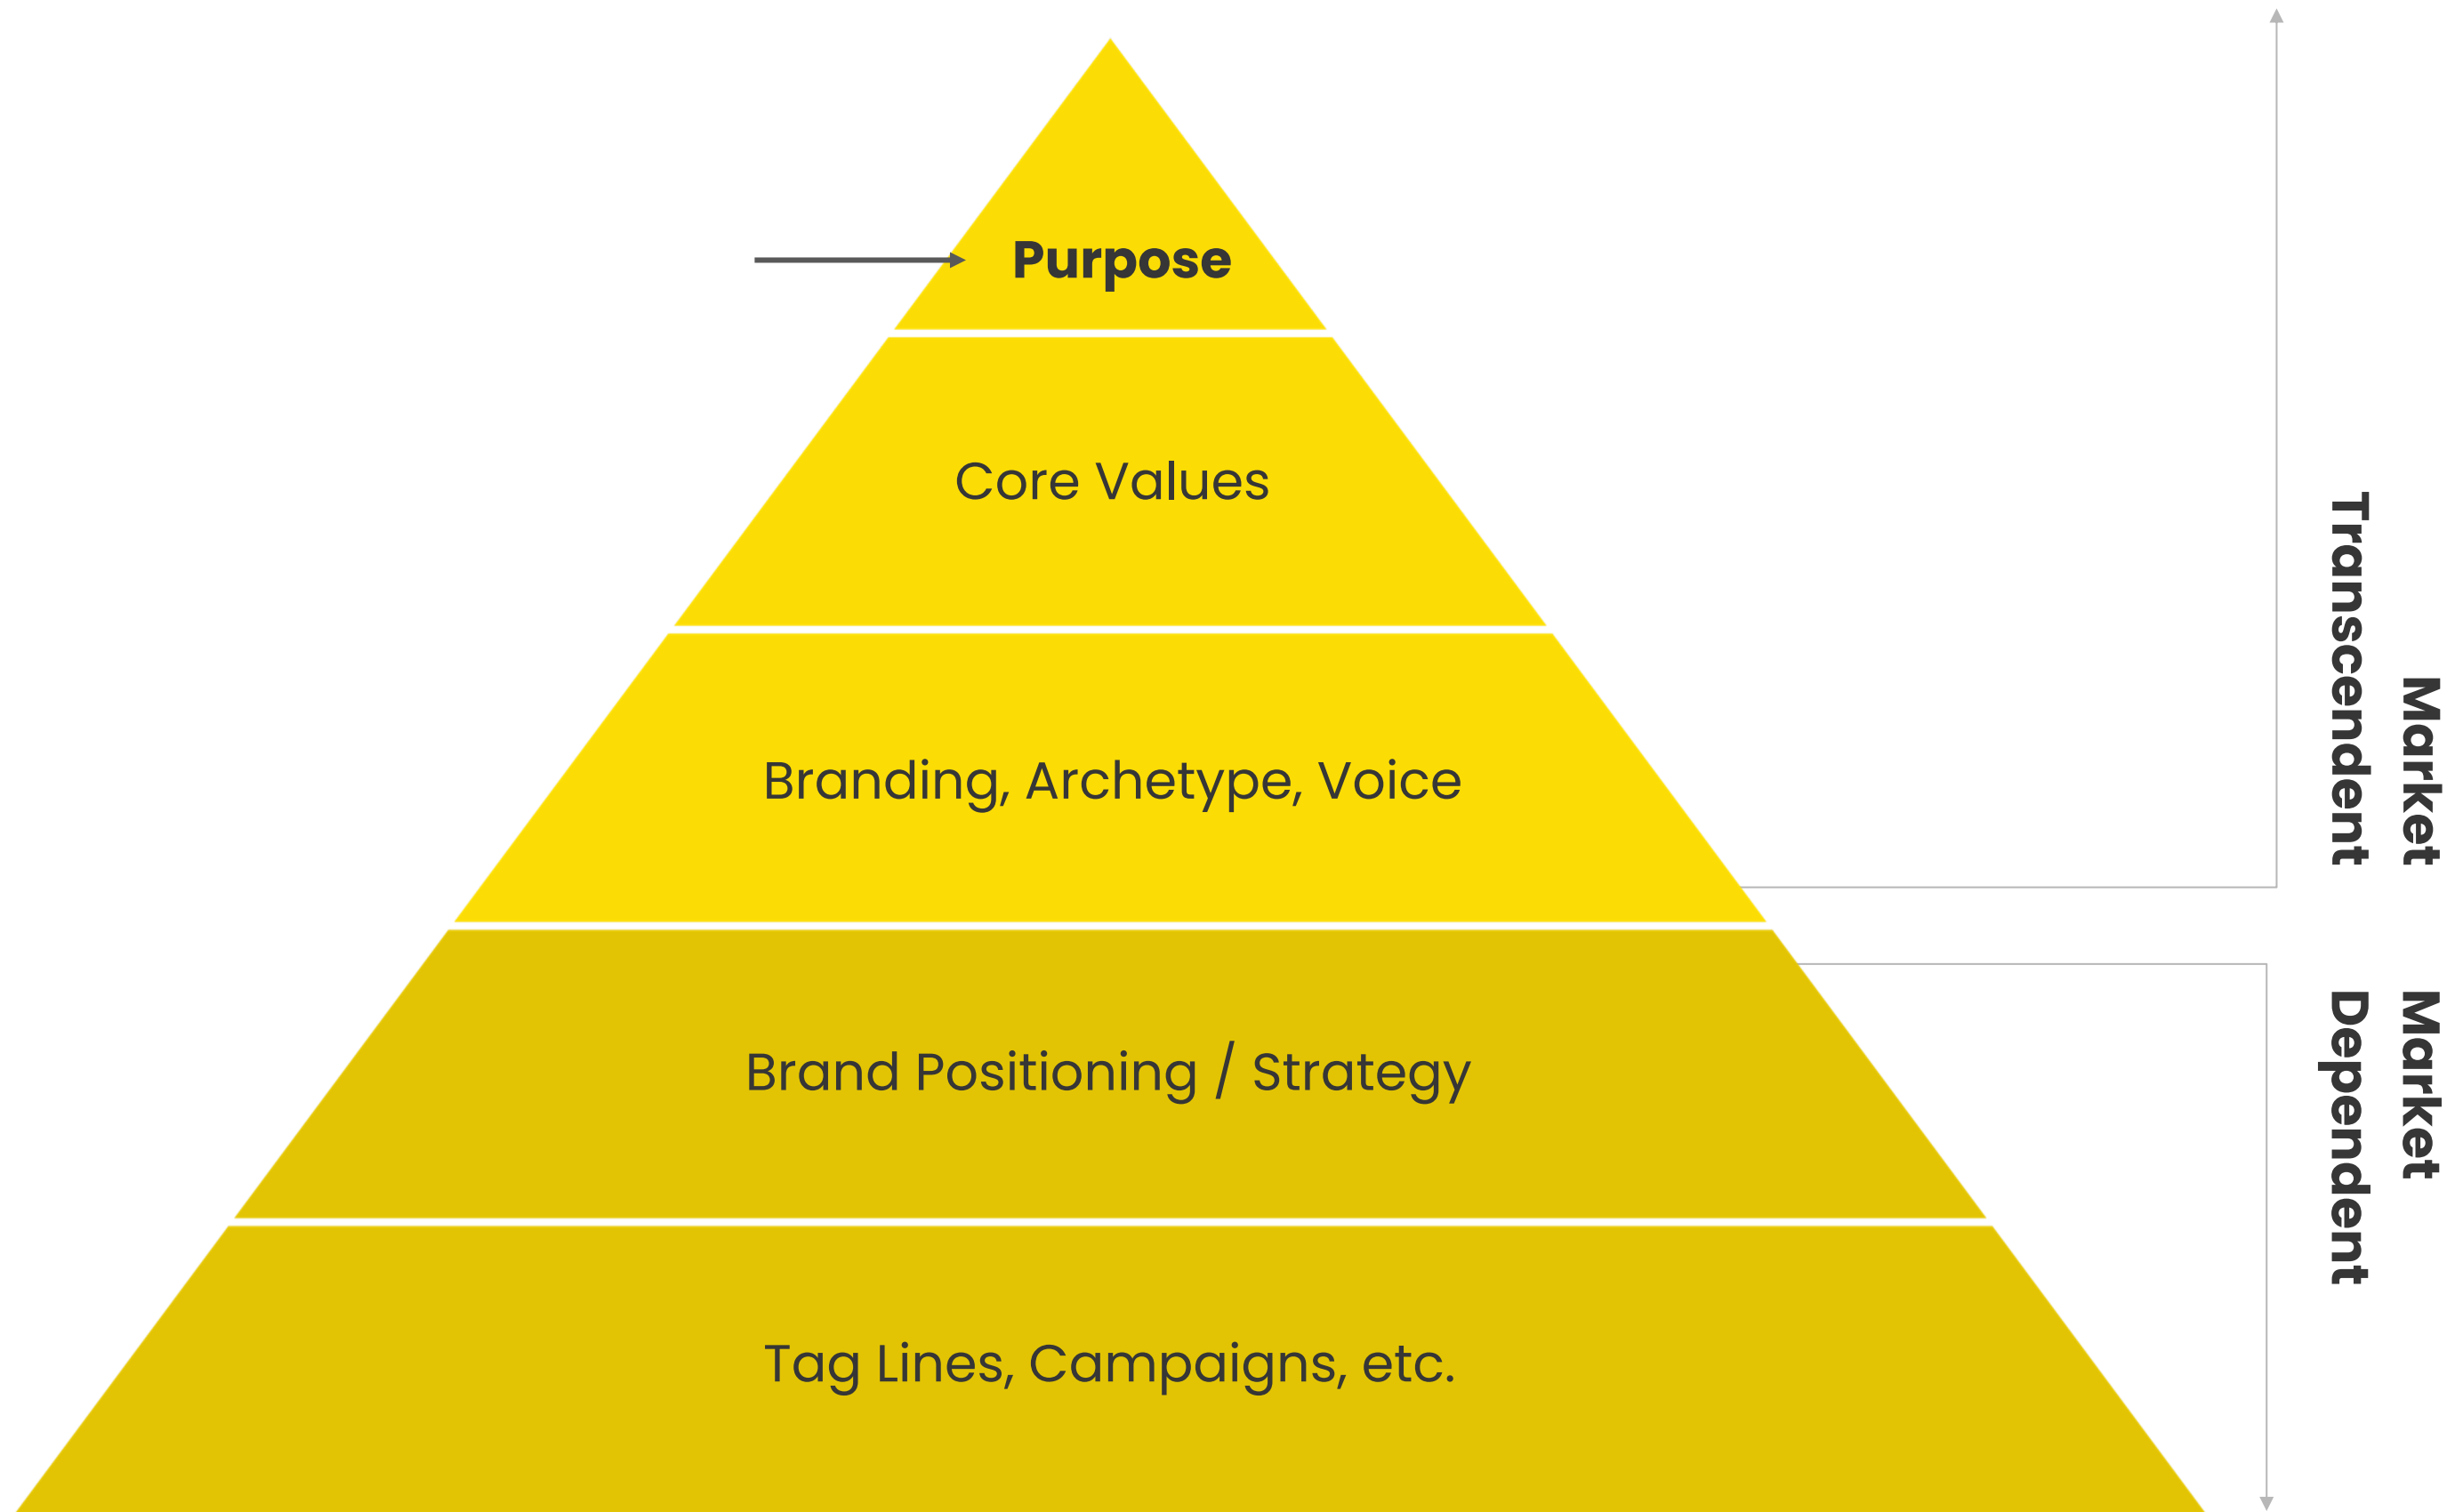 Purpose
Core Values
Branding, Archetype, Voice
Brand Positioning / Strategy
Tag Lines, Campaigns, etc.
Market
Transcendent
Market
Dependent